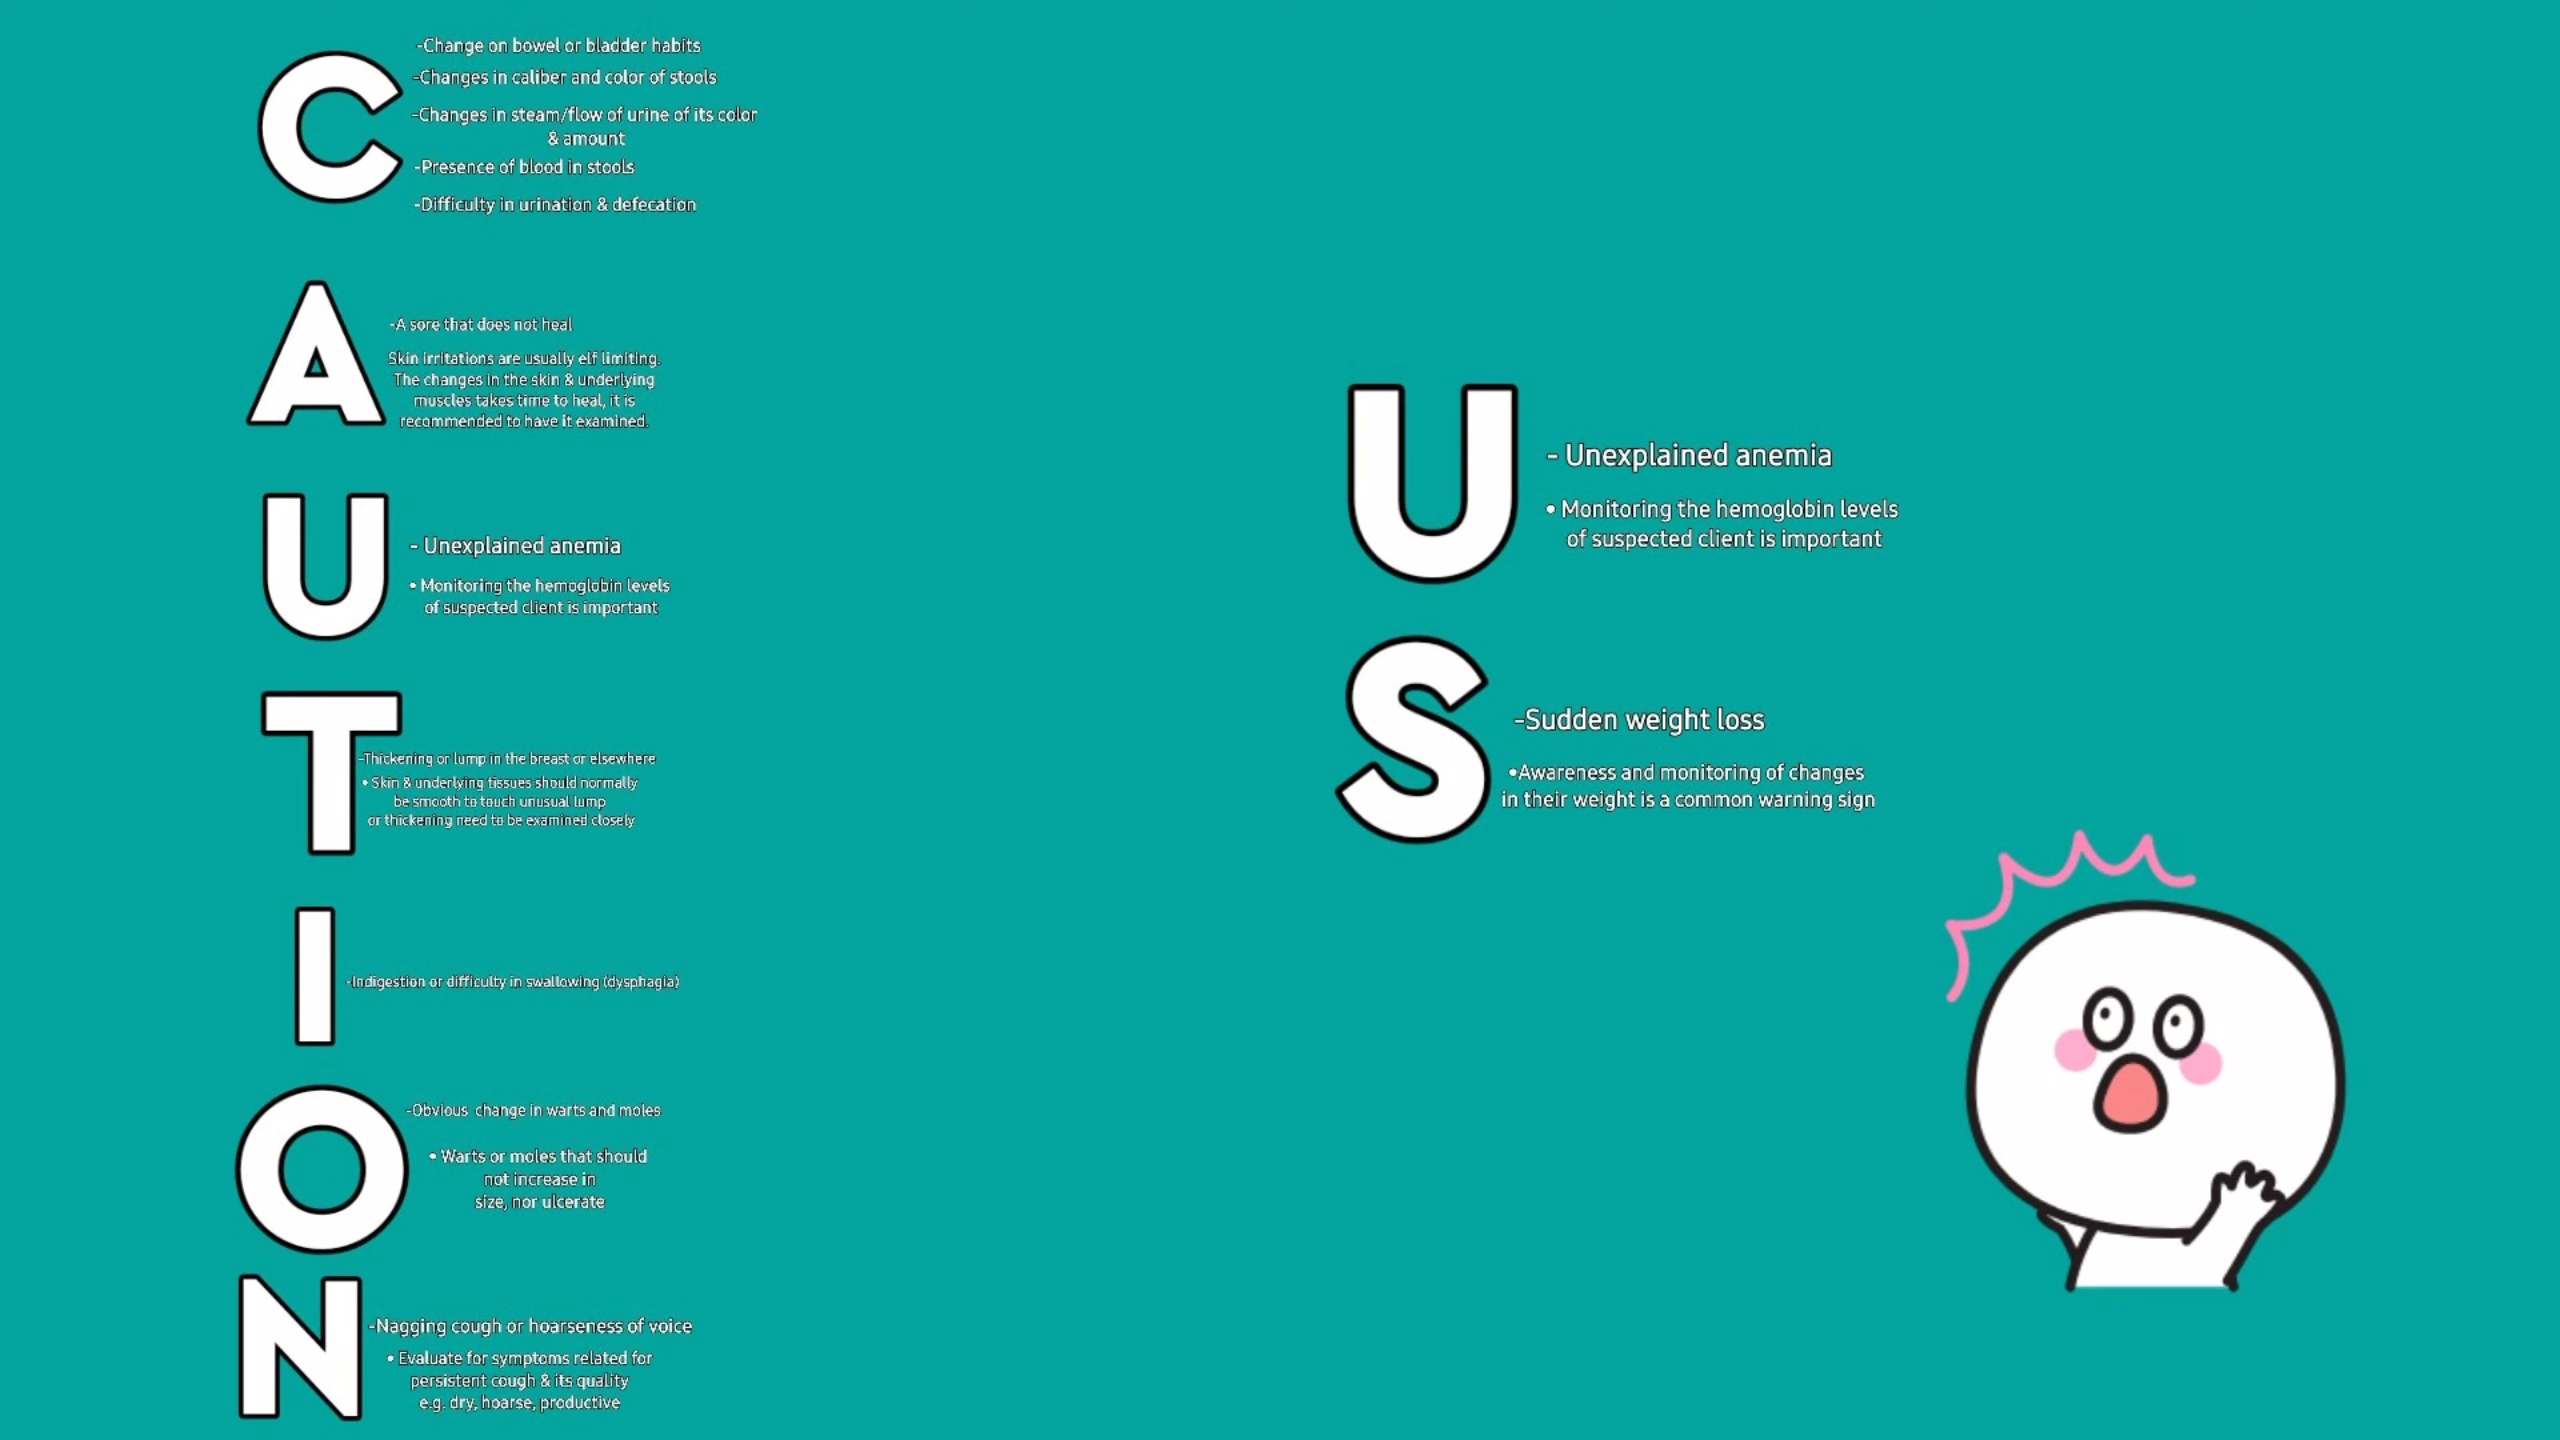 C
-Change on bowel or bladder habits
-Changes in caliber and color of stools
-Changes in steam/flow of urine of its color
& amount
-Presence of blood in stools
-Difficulty in urination & defecation
A
-A sore that does not heal
Skin irritations are usually elf limiting.
The changes in the skin & underlying
muscles takes time to heal, it is
recommended to have it examined.
U
- Unexplained anemia
• Monitoring the hemoglobin levels
of suspected client is important
T
-Thickening or lump in the breast or elsewhere
• Skin & underlying tissues should normally
be smooth to touch unusual lump
or thickening need to be examined closely
I
-Indigestion or difficulty in swallowing (dysphagia)
O
-Obvious change in warts and moles
• Warts or moles that should
not increase in
size, nor ulcerate
N
-Nagging cough or hoarseness of voice
• Evaluate for symptoms related for
persistent cough & its quality
e.g. dry, hoarse, productive
U
- Unexplained anemia
• Monitoring the hemoglobin levels
of suspected client is important
S
-Sudden weight loss
•Awareness and monitoring of changes
in their weight is a common warning sign